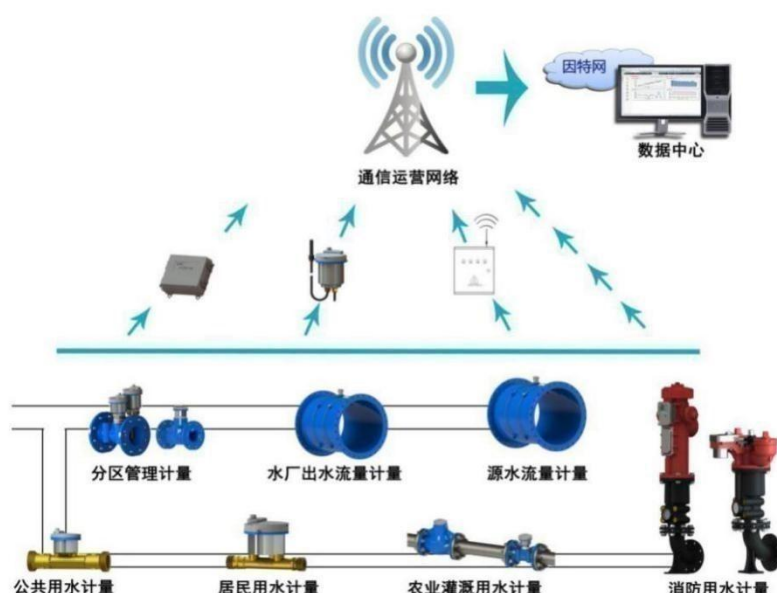 因特网
数据中心
通信运营网络
分区管理计量
水厂出水流量计量
源水流量计量
公共用水计量
居民用水计量
农业灌溉用水计量
消防用水计量